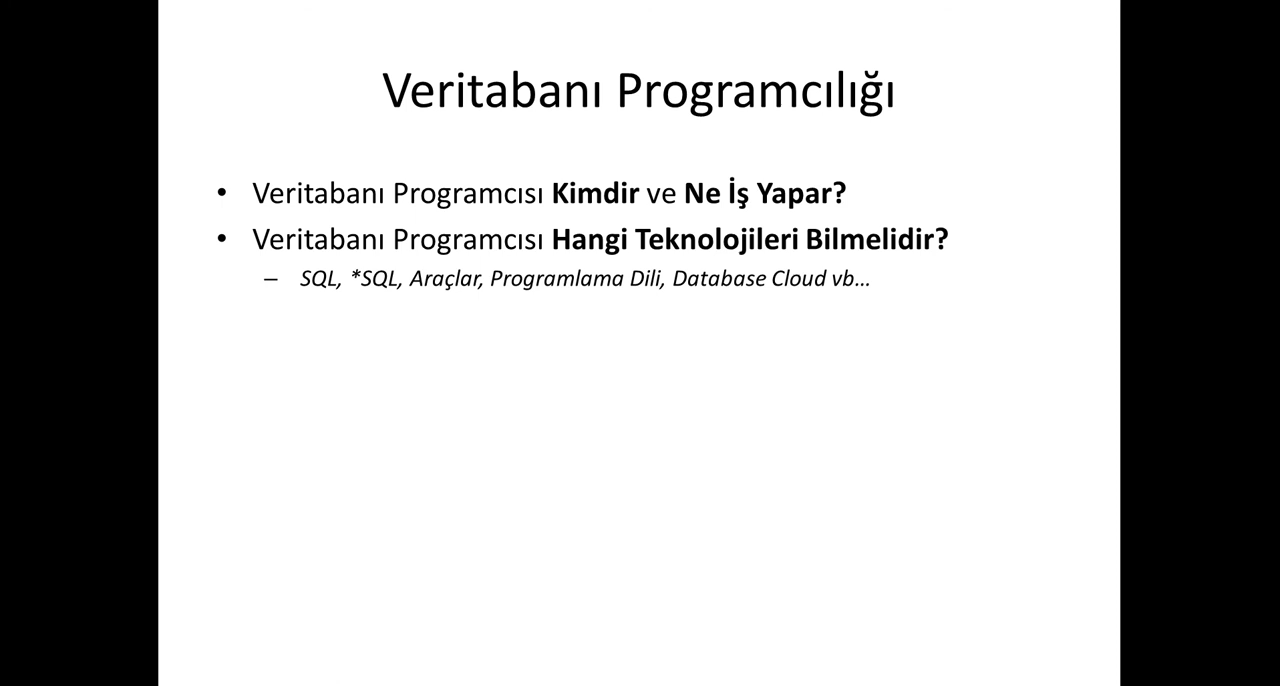 Veritabanı Programcılığı
• Veritabanı Programcısı Kimdir ve Ne İş Yapar?
• Veritabanı Programcısı Hangi Teknolojileri Bilmelidir?
– SQL, *SQL, Araçlar, Programlama Dili, Database Cloud vb...